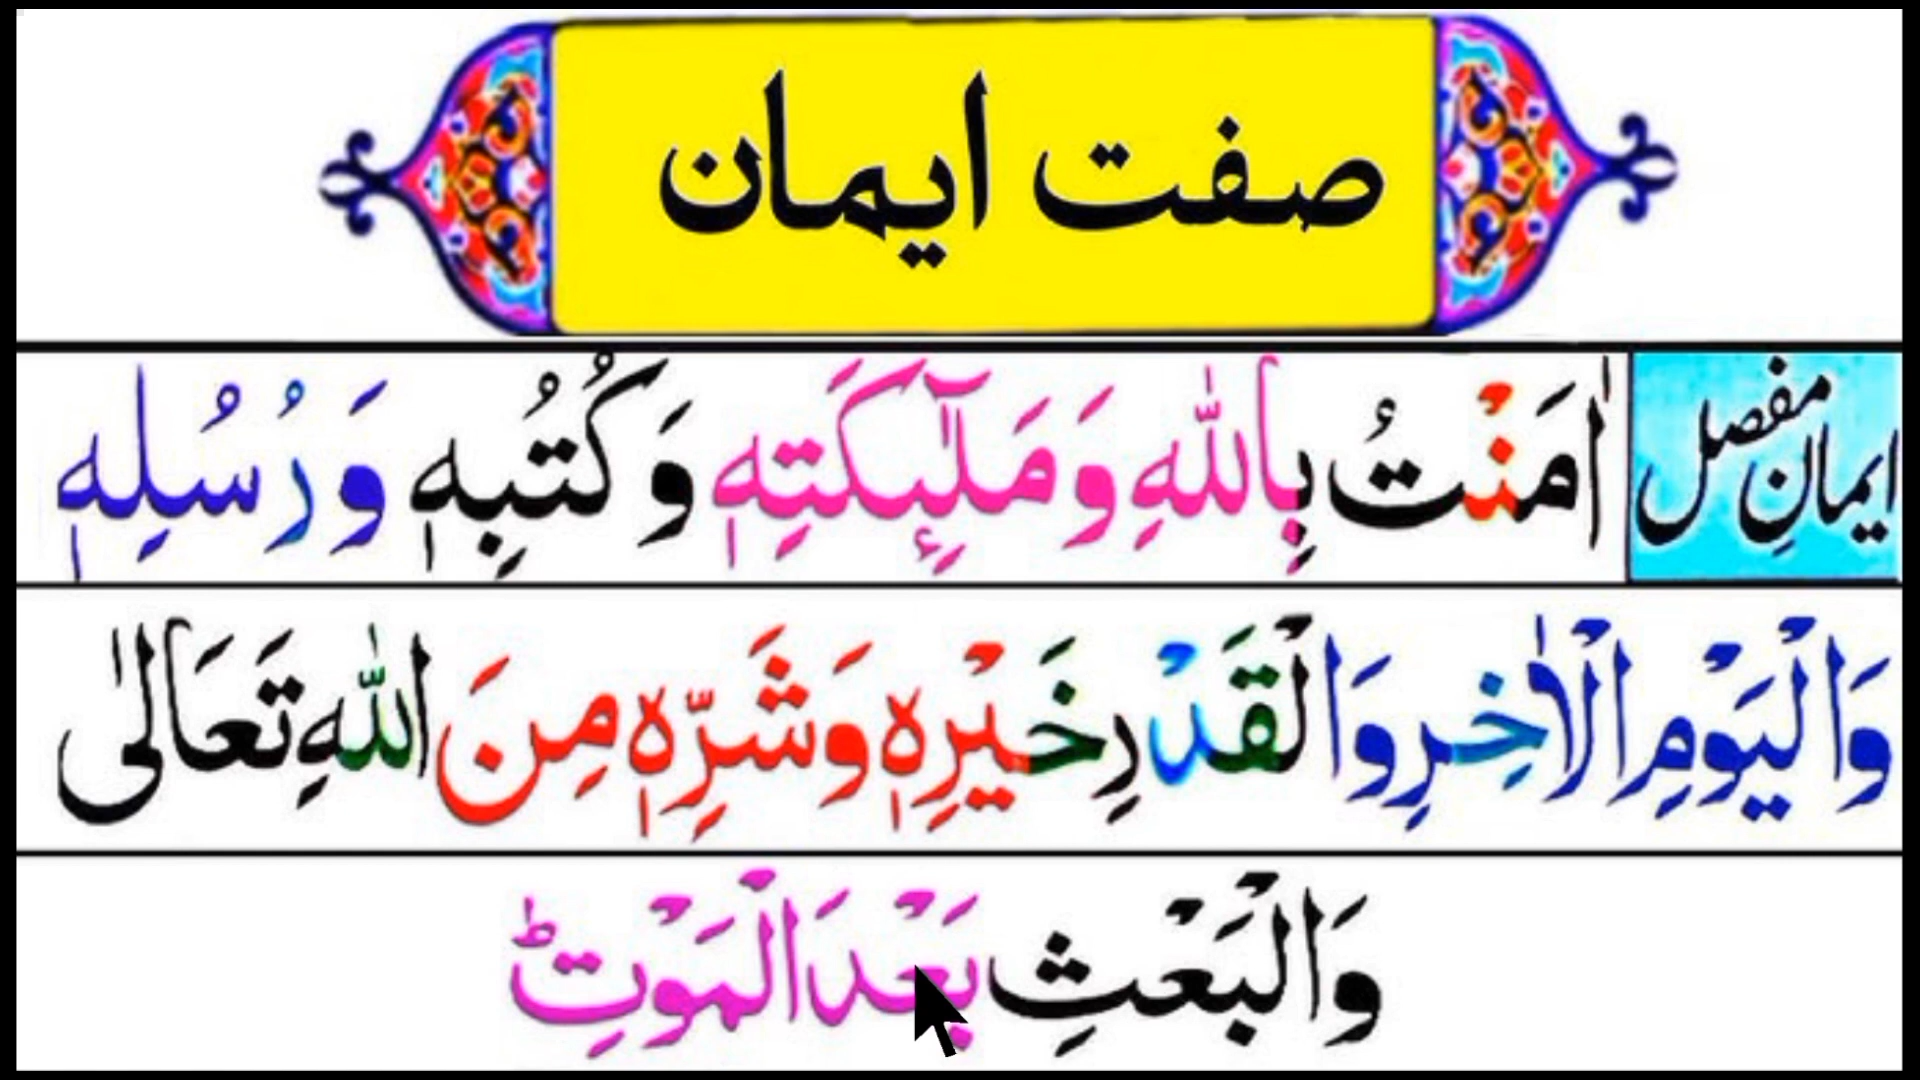 صفت ایمان
ایمانِ مفصل
اٰمَنْتُ بِاللّٰهِ وَمَلٰٓئِكَتِهٖ وَكُتُبِهٖ وَرُسُلِهٖ
وَالْيَوْمِ الْاٰخِرِ وَالْقَدْرِ خَيْرِهٖ وَشَرِّهٖ مِنَ اللّٰهِ تَعَالٰى
وَالْبَعْثِ بَعْدَ الْمَوْتِؕ